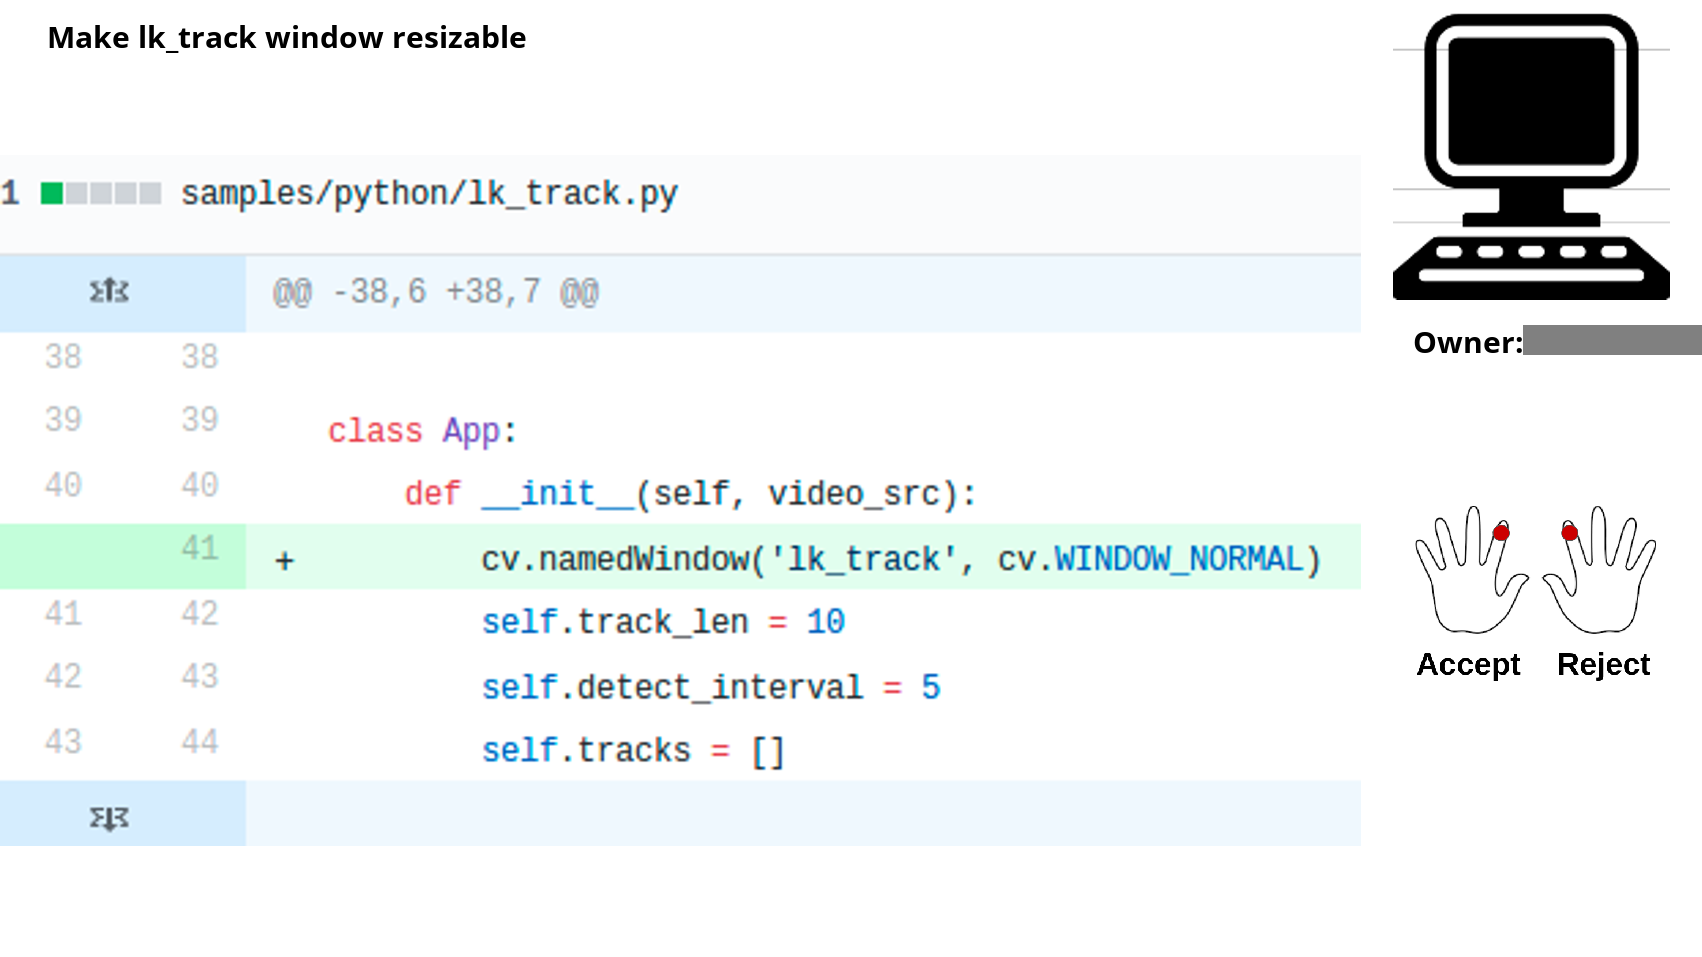 Make lk_track window resizable
1 samples/python/lk_track.py
@@ -38,6 +38,7 @@
38 38
39 39 class App:
40 40 def __init__(self, video_src):
41 + cv.namedWindow('lk_track', cv.WINDOW_NORMAL)
41 42 self.track_len = 10
42 43 self.detect_interval = 5
43 44 self.tracks = []
Owner:
Accept Reject